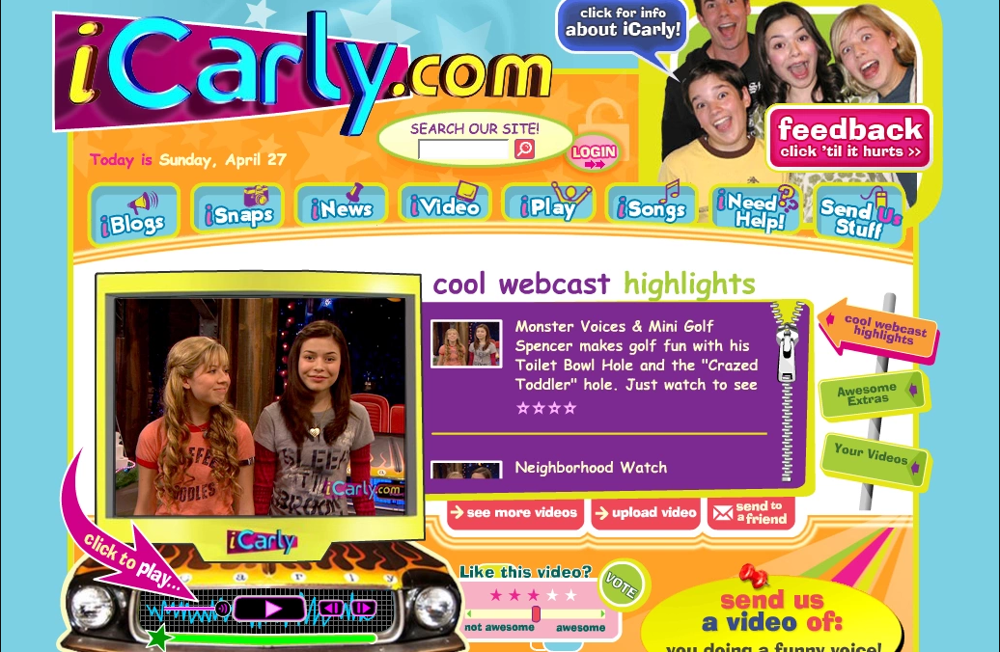 iCarly.com
click for info
about iCarly!
SEARCH OUR SITE!
LOGIN
feedback
click 'til it hurts >>
Today is Sunday, April 27
iBlogs
iSnaps
iNews
iVideo
iPlay
iSongs
iNeed Help!
Send Us Stuff
cool webcast highlights
Monster Voices & Mini Golf
Spencer makes golf fun with his
Toilet Bowl Hole and the "Crazed
Toddler" hole. Just watch to see
Neighborhood Watch
cool webcast
highlights
Awesome
Extras
Your Videos
SLEEP
TIL
iCarly.com
iCarly
see more videos
upload video
send to
a friend
click to play...
Like this video?
VOTE
not awesome
awesome
send us
a video of:
you doing a funny voice!